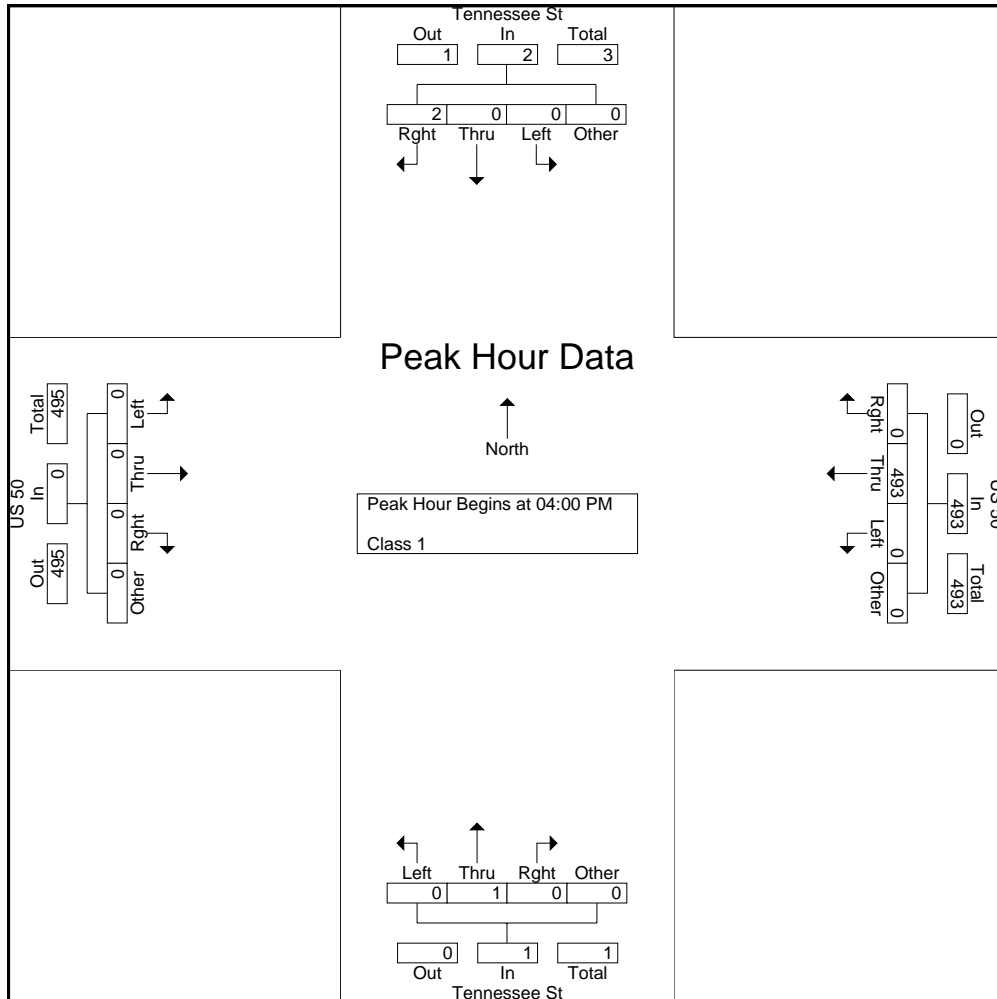 Tennessee St
Out In Total
1 2 3
2 0 0 0
Rght Thru Left Other
Peak Hour Data
North
Peak Hour Begins at 04:00 PM
Class 1
US 50
Total In Out
495 0 495
0 0 0 0
Left Thru Rght Other
US 50
Out In Total
0 493 493
0 493 0 0
Rght Thru Left Other
Left Thru Rght Other
0 1 0 0
0 1 1
Out In Total
Tennessee St